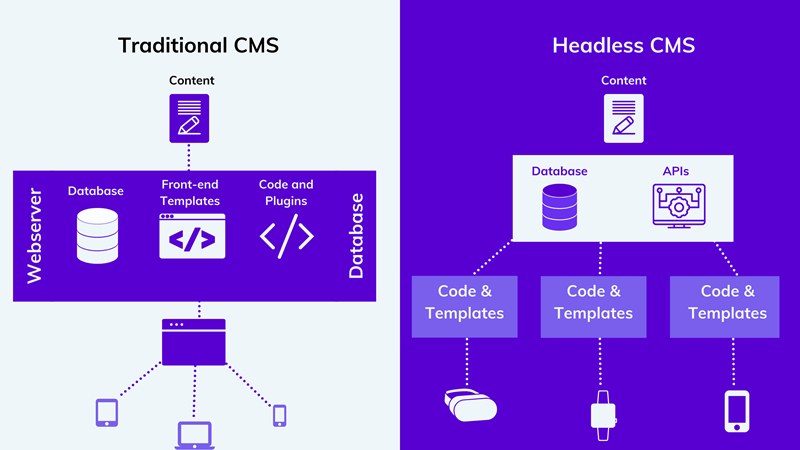 Traditional CMS
Content
Webserver
Database
Front-end
Templates
Code and
Plugins
Database
Headless CMS
Content
Database
APIs
Code &
Templates
Code &
Templates
Code &
Templates